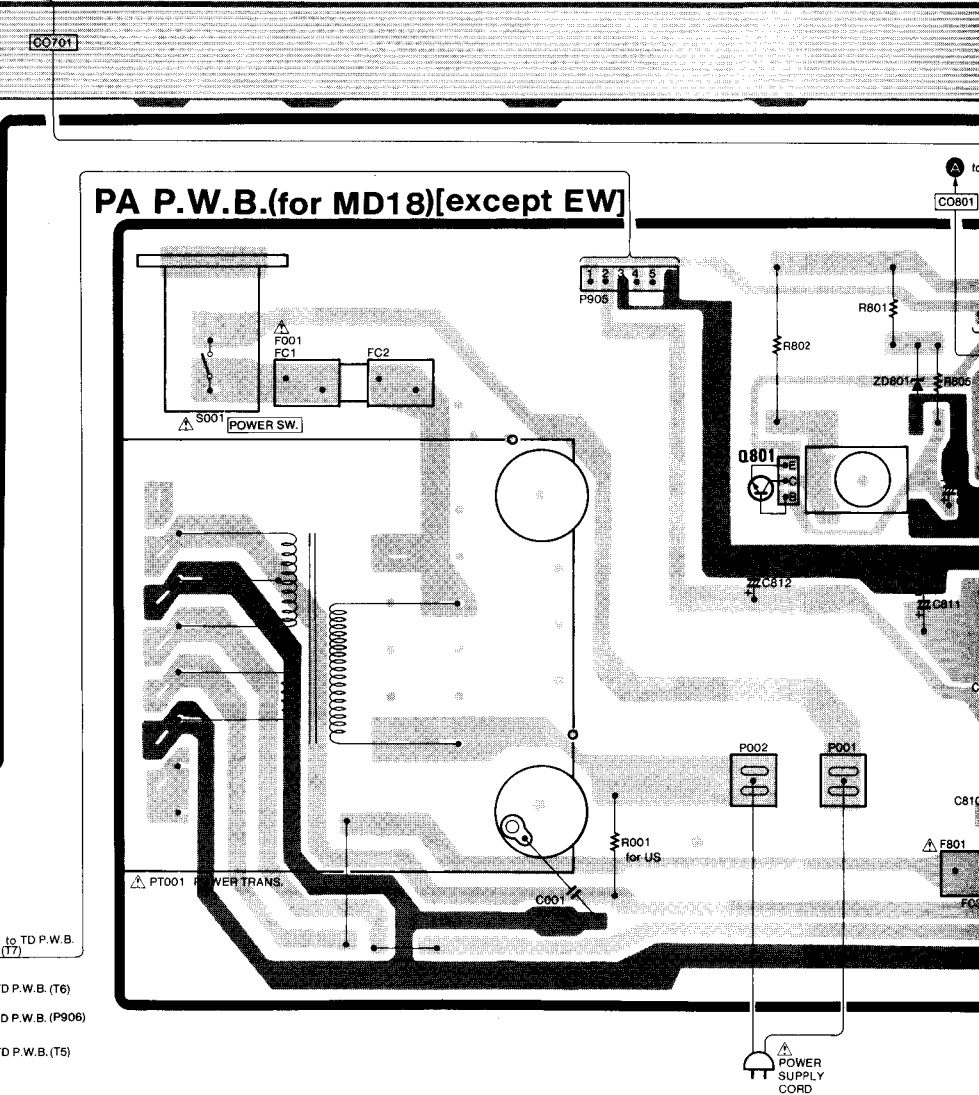 CO701
A
CO801
PA P.W.B.(for MD18)[except EW]
1 2 3 4 5
P905
R801
R802
F001
FC1
FC2
ZD801
R805
S001
POWER SW.
Q801
E
C
B
C812
C811
P002
P001
R001
for US
F801
PT001 POWER TRANS.
C001
to TD P.W.B.
(T7)
D P.W.B. (T6)
D P.W.B. (P906)
D P.W.B. (T5)
POWER
SUPPLY
CORD